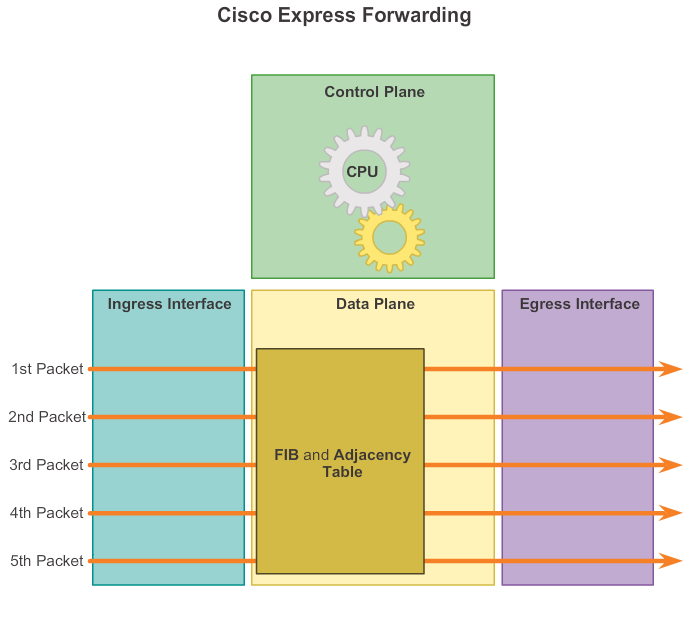 Cisco Express Forwarding
Control Plane
CPU
Ingress Interface
Data Plane
Egress Interface
1st Packet
2nd Packet
3rd Packet
FIB and Adjacency
Table
4th Packet
5th Packet